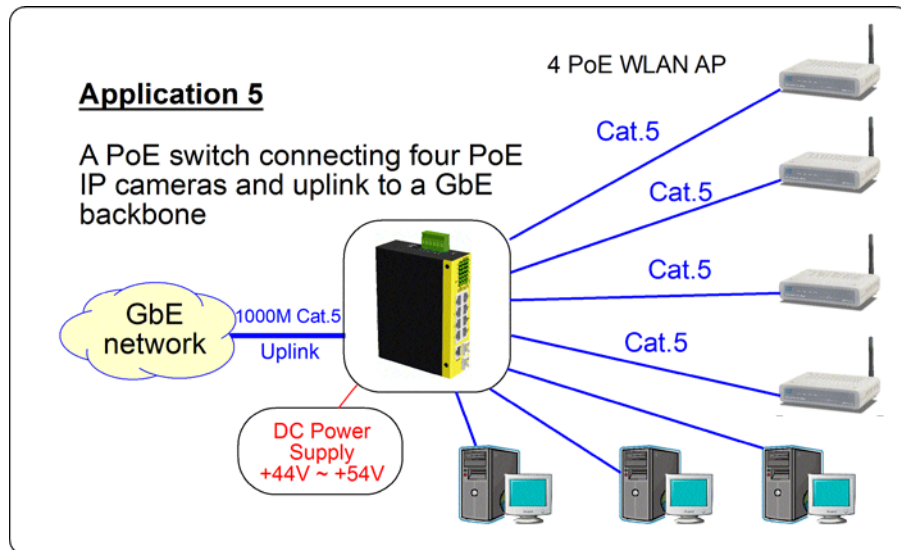 4 PoE WLAN AP
Application 5
A PoE switch connecting four PoE
IP cameras and uplink to a GbE
backbone
Cat.5
Cat.5
Cat.5
Cat.5
GbE
network
1000M Cat.5
Uplink
DC Power
Supply
+44V ~ +54V